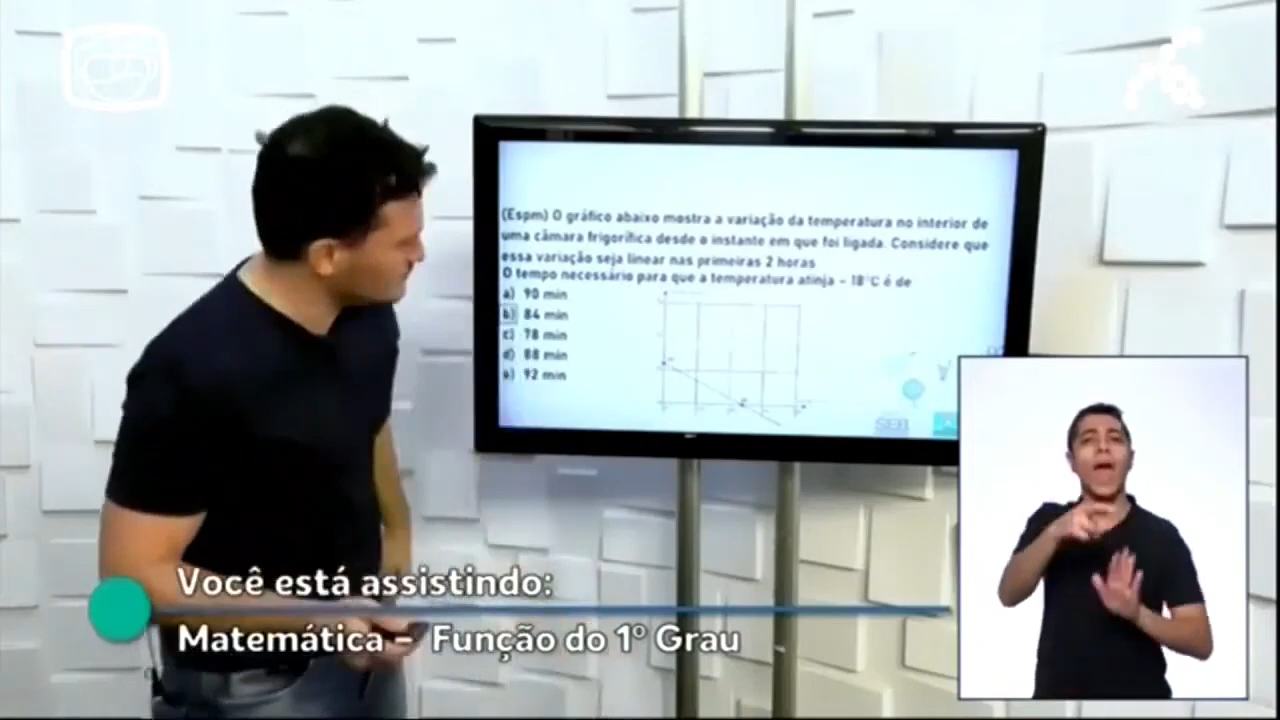 (Espm) O gráfico abaixo mostra a variação da temperatura no interior de
uma câmara frigorífica desde o instante em que foi ligada. Considere que
essa variação seja linear nas primeiras 2 horas
O tempo necessário para que a temperatura atinja - 18°C é de
a) 90 min
b) 84 min
c) 78 min
d) 88 min
e) 92 min
Você está assistindo:
Matemática - Função do 1º Grau